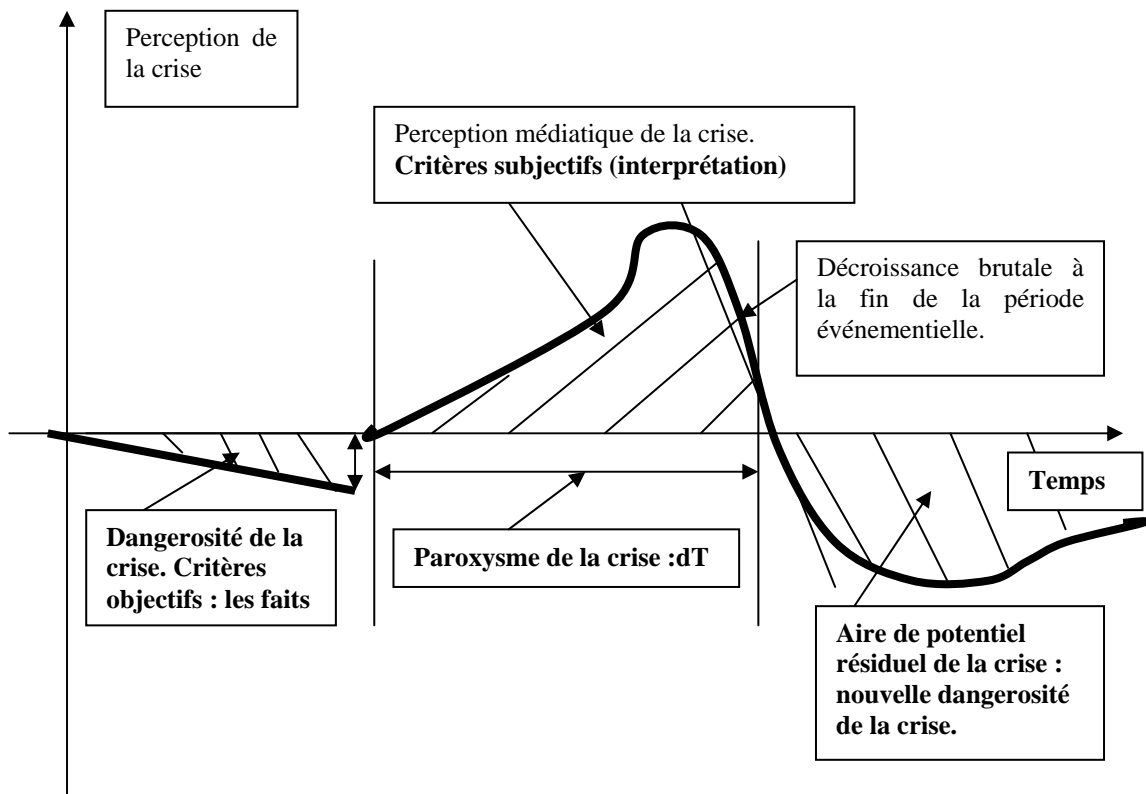 Perception de
la crise
Perception médiatique de la crise.
Critères subjectifs (interprétation)
Décroissance brutale à
la fin de la période
événementielle.
Temps
Dangerosité de la
crise. Critères
objectifs : les faits
Paroxysme de la crise :dT
Aire de potentiel
résiduel de la crise :
nouvelle dangerosité
de la crise.